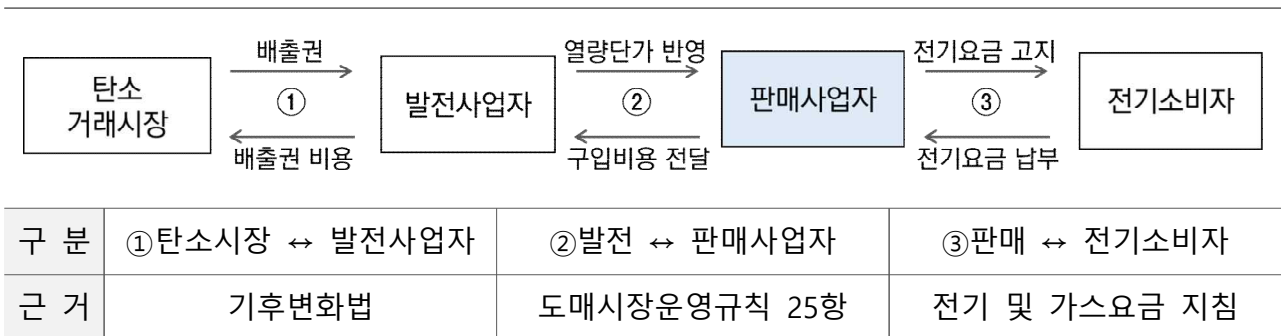 배출권
열량단가 반영
전기요금 고지
탄소
거래시장
①
발전사업자
②
판매사업자
③
전기소비자
배출권 비용
구입비용 전달
전기요금 납부
구 분 ①탄소시장 ↔ 발전사업자 ②발전 ↔ 판매사업자 ③판매 ↔ 전기소비자
근 거 기후변화법 도매시장운영규칙 25항 전기 및 가스요금 지침